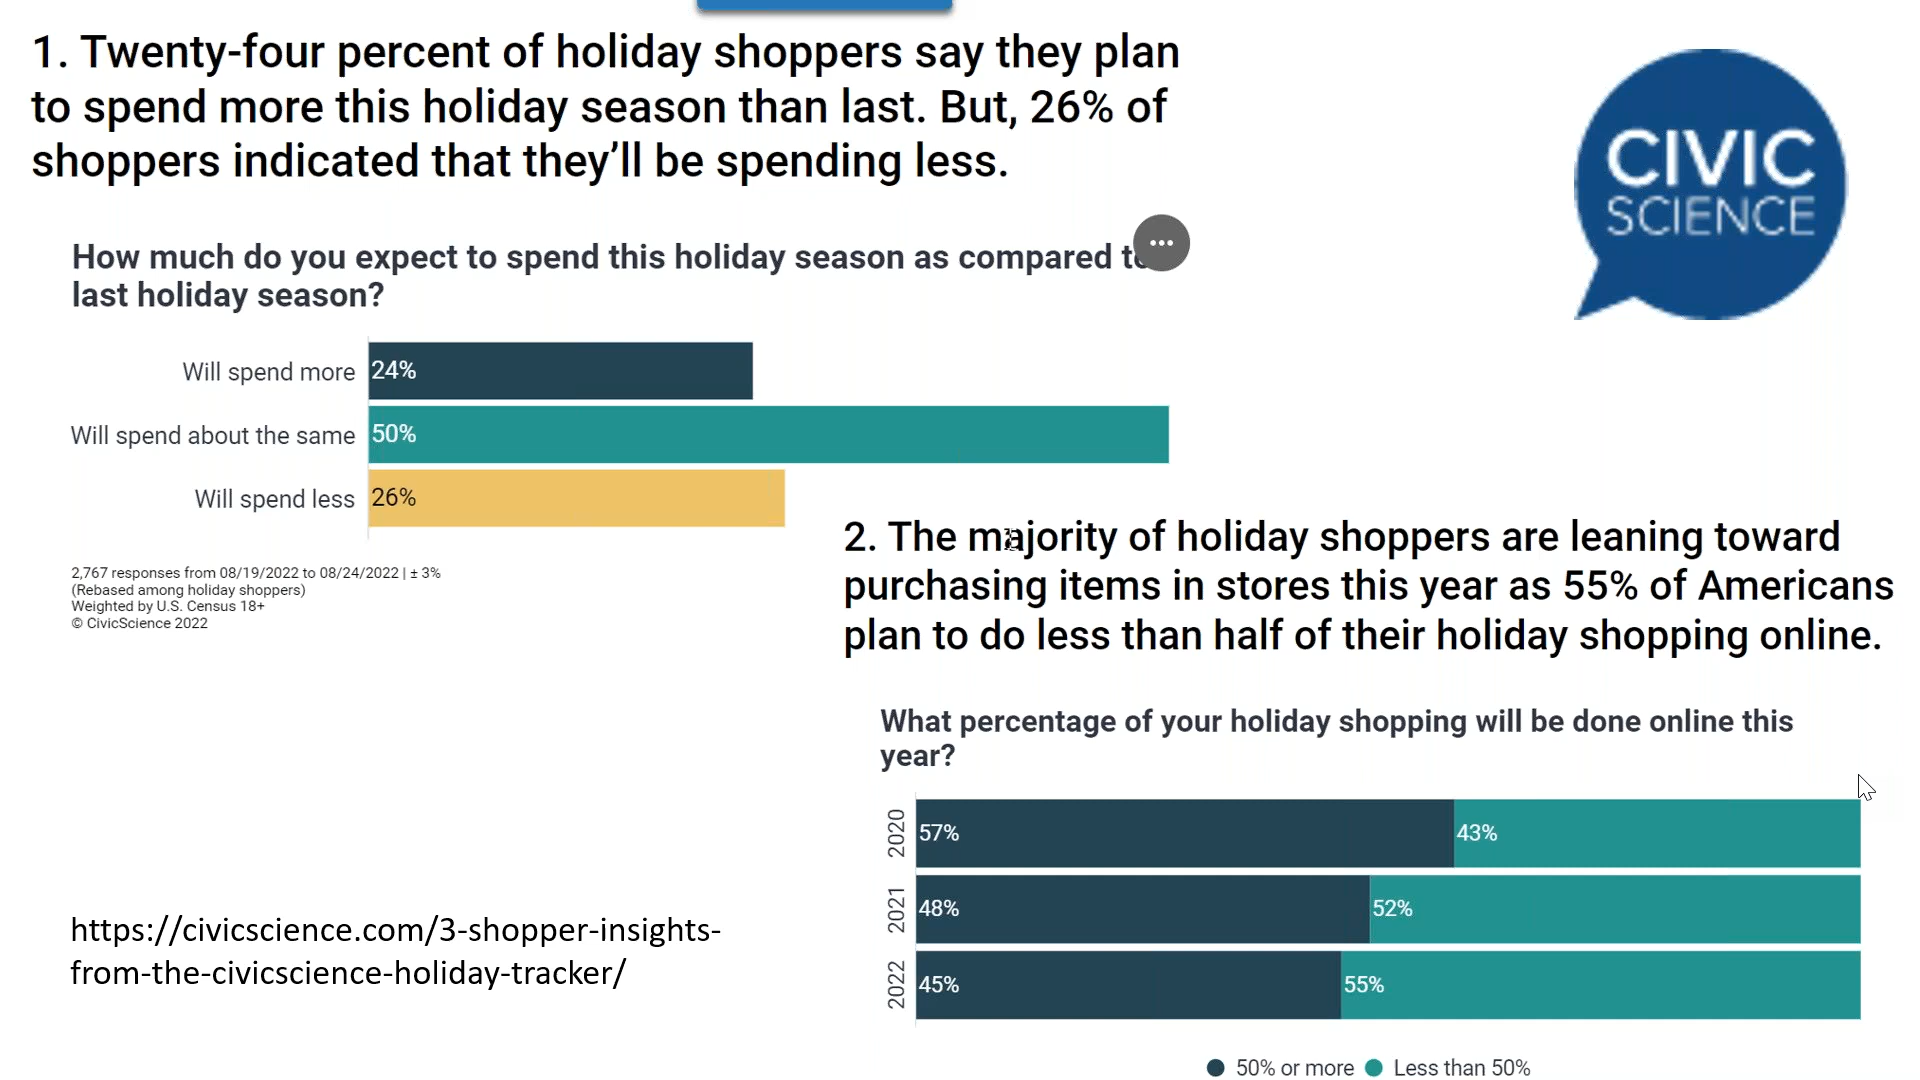 1. Twenty-four percent of holiday shoppers say they plan
to spend more this holiday season than last. But, 26% of
shoppers indicated that they’ll be spending less.
CIVIC
SCIENCE
How much do you expect to spend this holiday season as compared
last holiday season?
Will spend more 24%
Will spend about the same 50%
Will spend less 26%
2,767 responses from 08/19/2022 to 08/24/2022 | ± 3%
(Rebased among holiday shoppers)
Weighted by U.S. Census 18+
© CivicScience 2022
2. The majority of holiday shoppers are leaning toward
purchasing items in stores this year as 55% of Americans
plan to do less than half of their holiday shopping online.
What percentage of your holiday shopping will be done online this
year?
2020 57% 43%
2021 48% 52%
2022 45% 55%
50% or more Less than 50%
https://civicscience.com/3-shopper-insights-
from-the-civicscience-holiday-tracker/